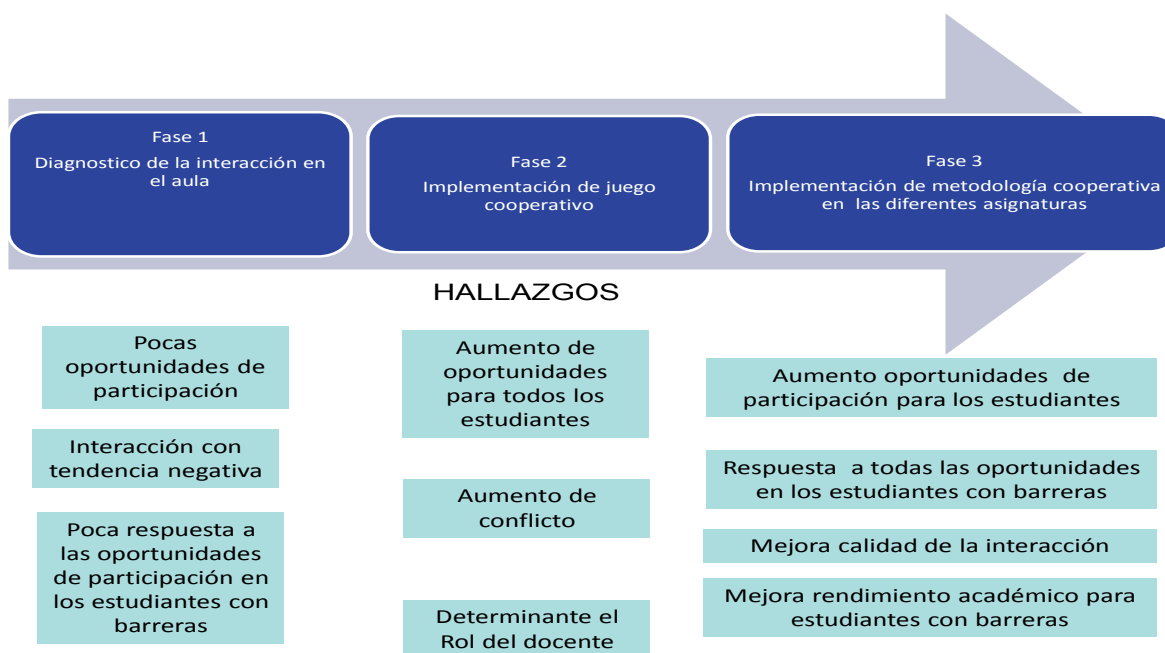 Fase 1
Diagnostico de la interacción en
el aula
Fase 2
Implementación de juego
cooperativo
Fase 3
Implementación de metodología cooperativa
en las diferentes asignaturas
HALLAZGOS
Pocas
oportunidades de
participación
Interacción con
tendencia negativa
Poca respuesta a
las oportunidades
de participación en
los estudiantes con
barreras
Aumento de
oportunidades
para todos los
estudiantes
Aumento de
conflicto
Determinante el
Rol del docente
Aumento oportunidades de
participación para los estudiantes
Respuesta a todas las oportunidades
en los estudiantes con barreras
Mejora calidad de la interacción
Mejora rendimiento académico para
estudiantes con barreras